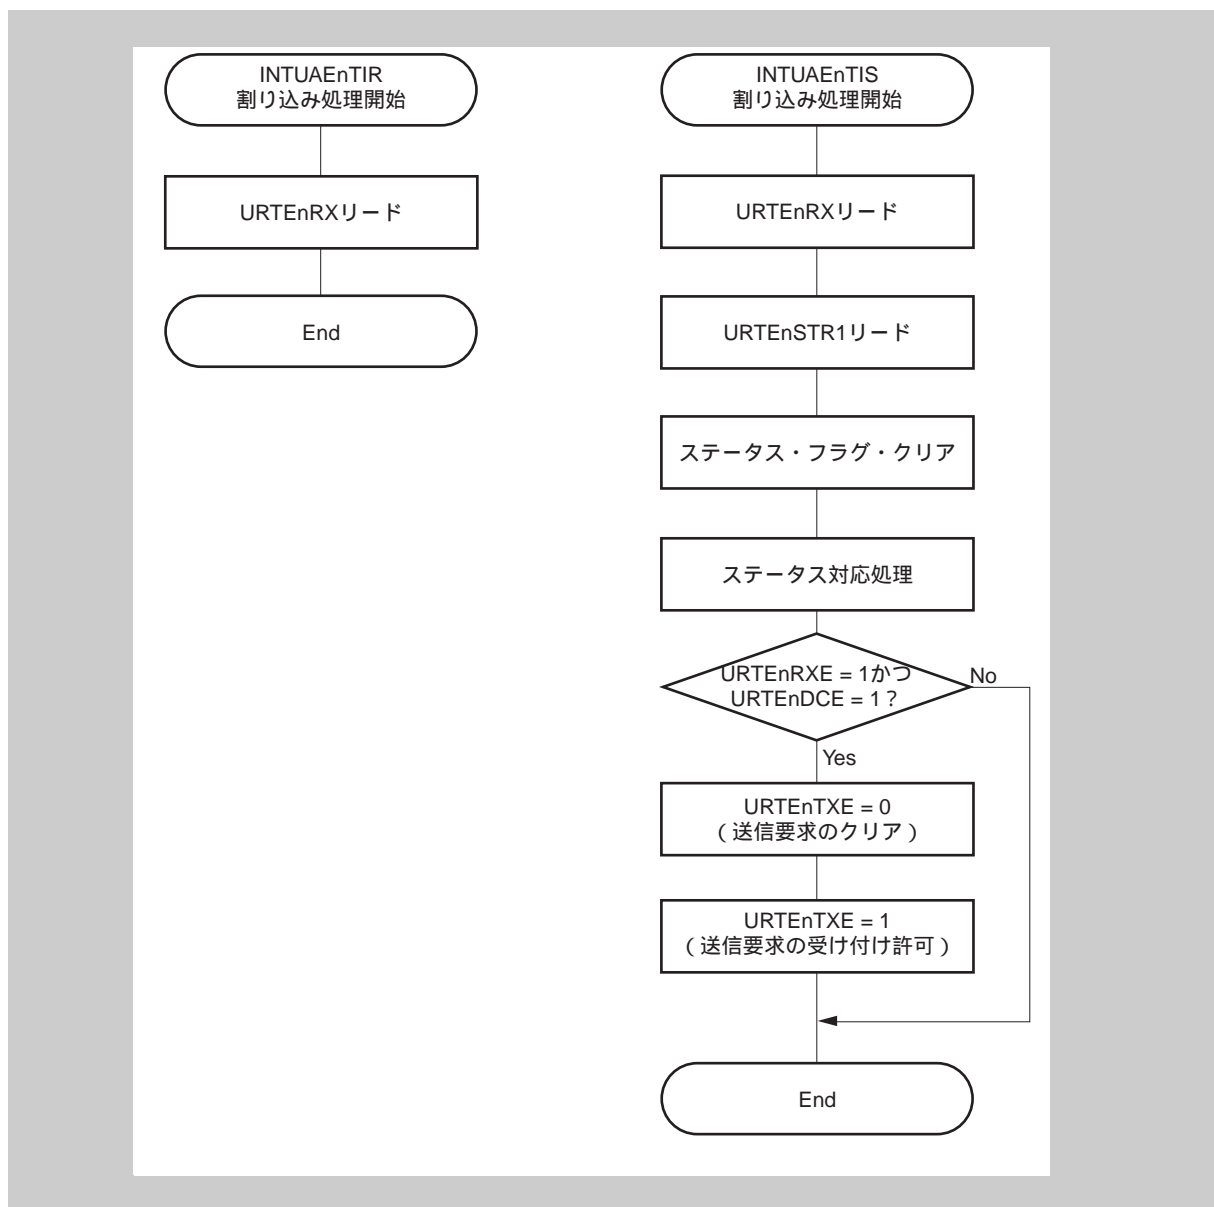 INTUAEnTIR
割り込み処理開始
URTEnRXリード
End
INTUAEnTIS
割り込み処理開始
URTEnRXリード
URTEnSTR1リード
ステータス・フラグ・クリア
ステータス対応処理
URTEnRXE = 1かつ
URTEnDCE = 1？
No
Yes
URTEnTXE = 0
（送信要求のクリア）
URTEnTXE = 1
（送信要求の受け付け許可）
End